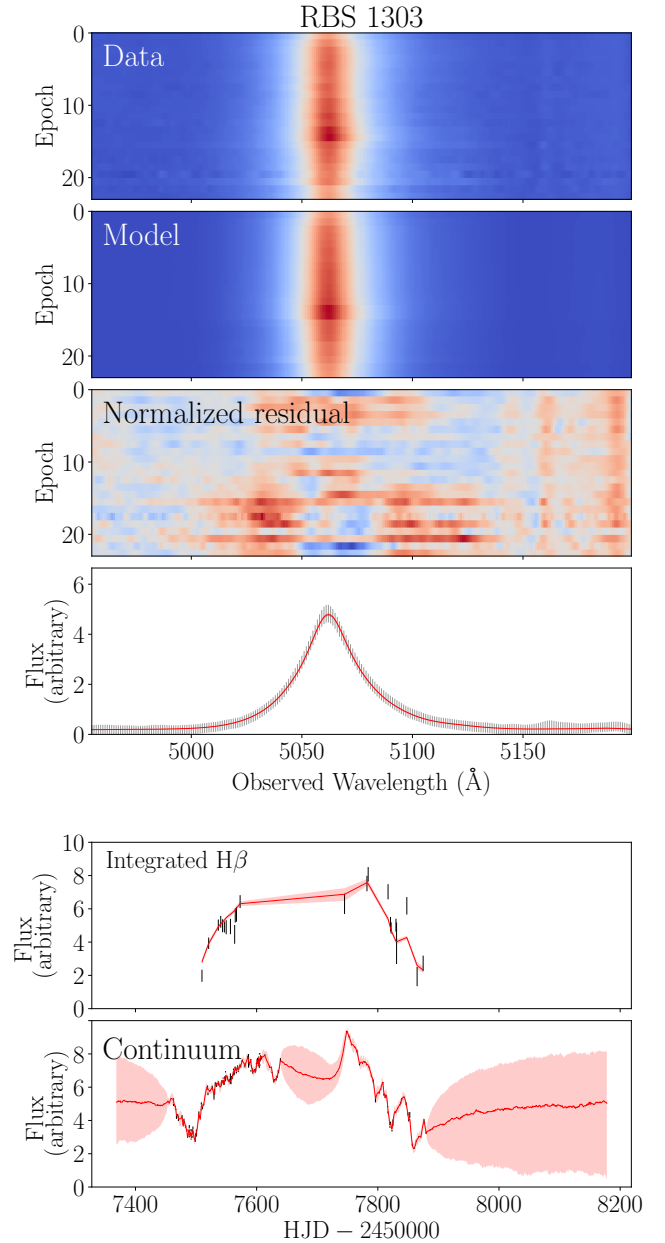 RBS 1303
0
Data
Epoch
10
20
0
Model
Epoch
10
20
0
Normalized residual
Epoch
10
20
6
Flux
(arbitrary)
4
2
0
5000 5050 5100 5150
Observed Wavelength (Å)
10
Integrated Hβ
8
Flux
(arbitrary)
6
4
2
0
Continuum
8
Flux
(arbitrary)
6
4
2
0
7400 7600 7800 8000 8200
HJD − 2450000